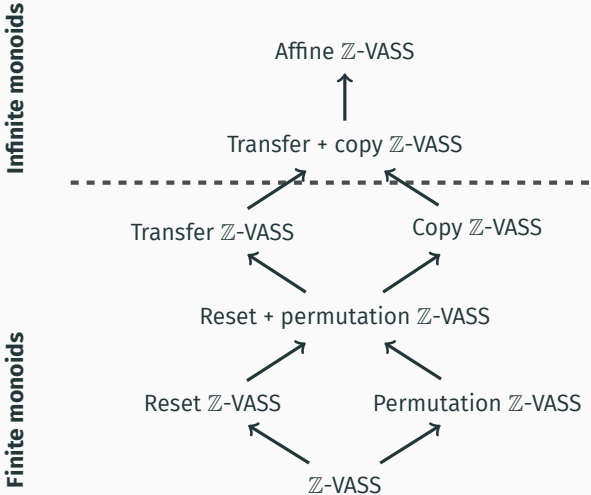 Infinite monoids
Affine ℤ-VASS
Transfer + copy ℤ-VASS
Transfer ℤ-VASS
Copy ℤ-VASS
Reset + permutation ℤ-VASS
Finite monoids
Reset ℤ-VASS
Permutation ℤ-VASS
ℤ-VASS